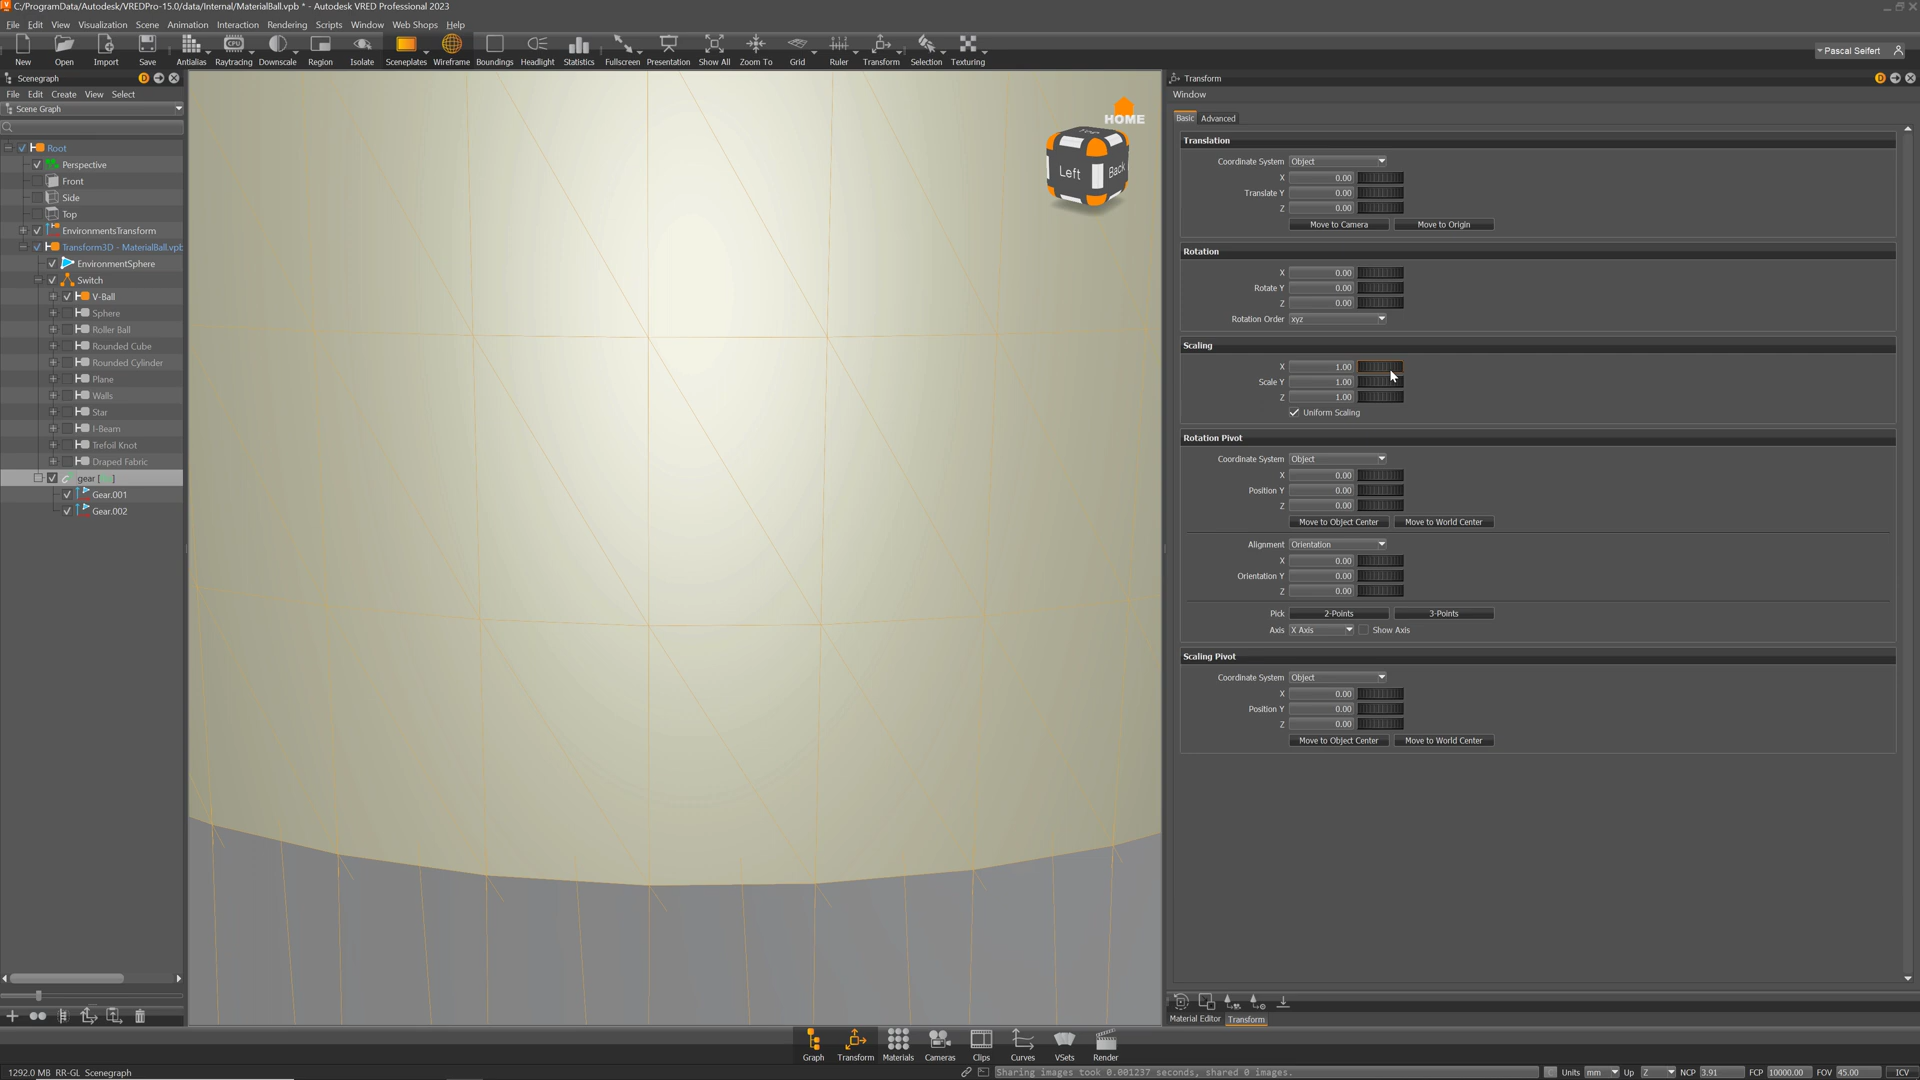 C:/ProgramData/Autodesk/VREDPro-15.0/data/Internal/MaterialBall.vpb * - Autodesk VRED Professional 2023
File Edit View Visualization Scene Animation Interaction Rendering Scripts Window Web Shops Help
New Open Import Save Antialias Raytracing Downscale Region Isolate Sceneplates Wireframe Boundings Headlight Statistics Fullscreen Presentation Show All Zoom To Grid Ruler Transform Selection Texturing
CPU
Pascal Seifert
Scenegraph
File Edit Create View Select
Scene Graph
Root
Perspective
Front
Side
Top
EnvironmentsTransform
Transform3D - MaterialBall.vpb
EnvironmentSphere
Switch
V-Ball
Sphere
Roller Ball
Rounded Cube
Rounded Cylinder
Plane
Walls
Star
I-Beam
Trefoil Knot
Draped Fabric
gear [ ]
Gear.001
Gear.002
HOME
Top
Left
Back
Transform
Window
Basic Advanced
Translation
Coordinate System Object
X 0.00
Translate Y 0.00
Z 0.00
Move to Camera Move to Origin
Rotation
X 0.00
Rotate Y 0.00
Z 0.00
Rotation Order xyz
Scaling
X 1.00
Scale Y 1.00
Z 1.00
Uniform Scaling
Rotation Pivot
Coordinate System Object
X 0.00
Position Y 0.00
Z 0.00
Move to Object Center Move to World Center
Alignment Orientation
X 0.00
Orientation Y 0.00
Z 0.00
Pick 2-Points 3-Points
Axis X Axis Show Axis
Scaling Pivot
Coordinate System Object
X 0.00
Position Y 0.00
Z 0.00
Move to Object Center Move to World Center
Material Editor Transform
Graph Transform Materials Cameras Clips Curves VSets Render
1292.0 MB RR-GL Scenegraph
Sharing images took 0.001237 seconds, shared 0 images.
Units mm Up Z NCP 3.91 FCP 10000.00 FOV 45.00 ICV